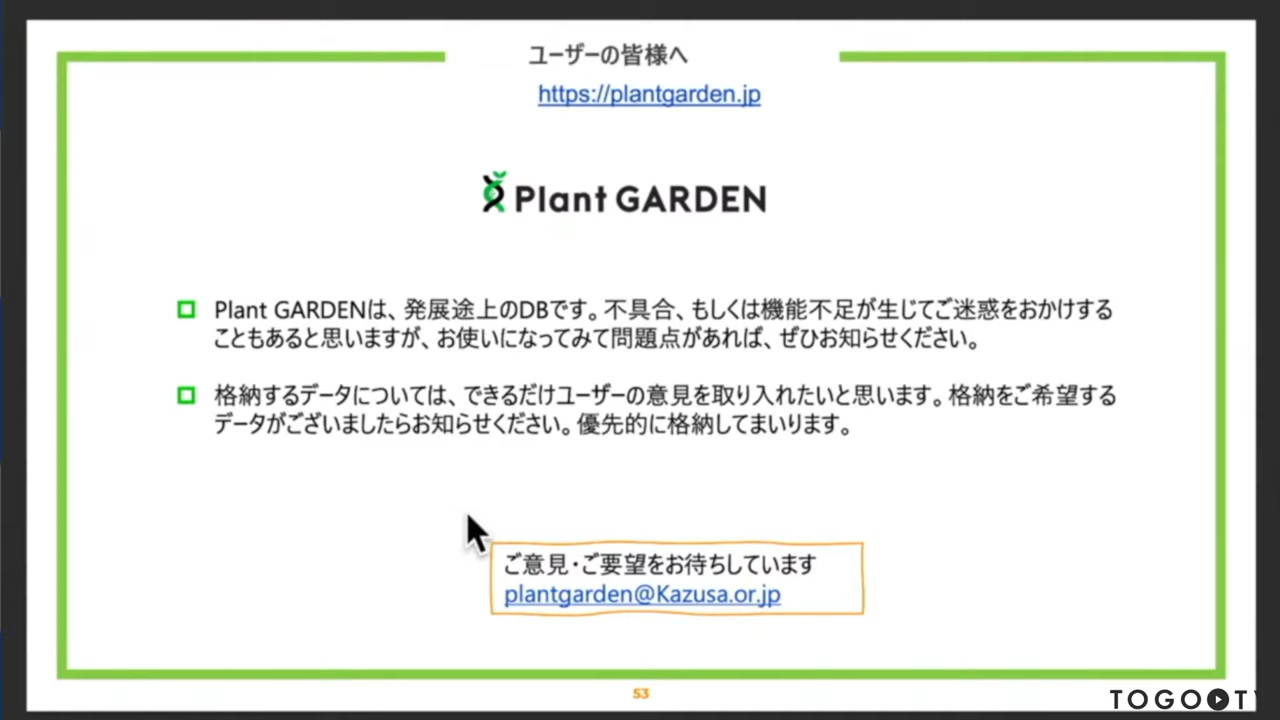 ユーザーの皆様へ
https://plantgarden.jp
Plant GARDEN
Plant GARDENは、発展途上のDBです。不具合、もしくは機能不足が生じてご迷惑をおかけする
こともあると思いますが、お使いになってみて問題点があれば、ぜひお知らせください。
格納するデータについては、できるだけユーザーの意見を取り入れたいと思います。格納をご希望する
データがございましたらお知らせください。優先的に格納してまいります。
ご意見・ご要望をお待ちしています
plantgarden@Kazusa.or.jp
53
TOGO TV